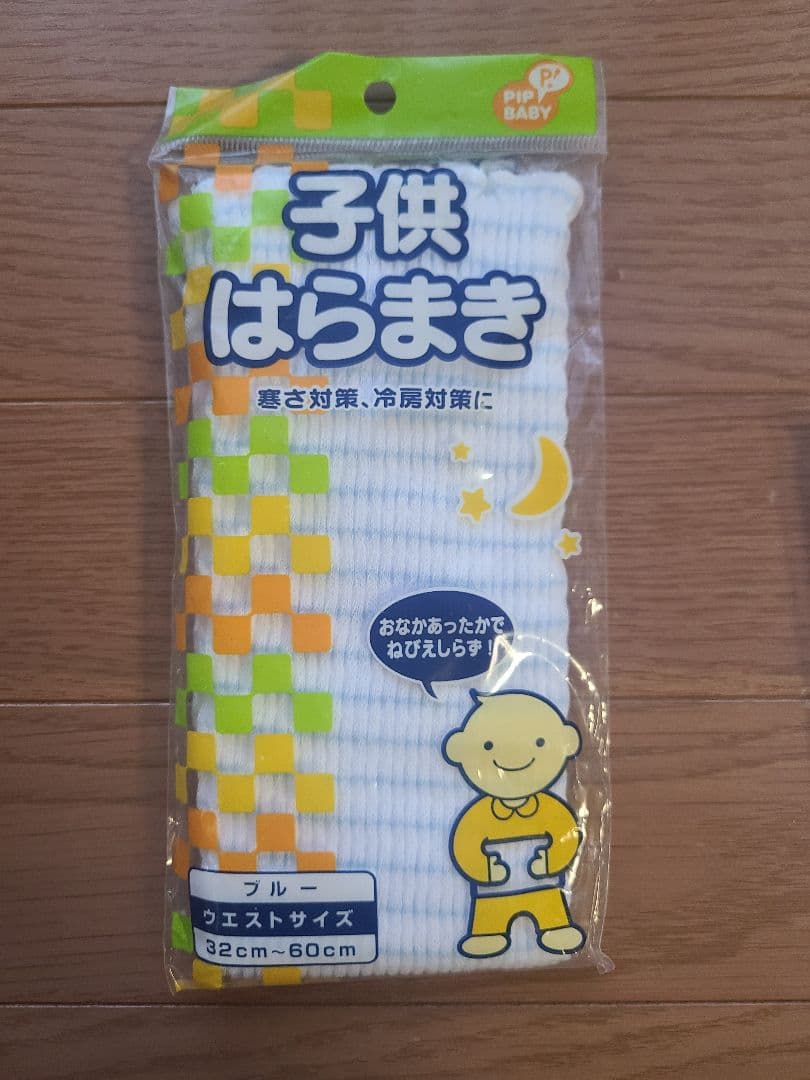 P!
PIP
BABY
子供
はらまき
寒さ対策、冷房対策に
おなかあったかで
ねびえしらず!
ブルー
ウエストサイズ
32cm~60cm